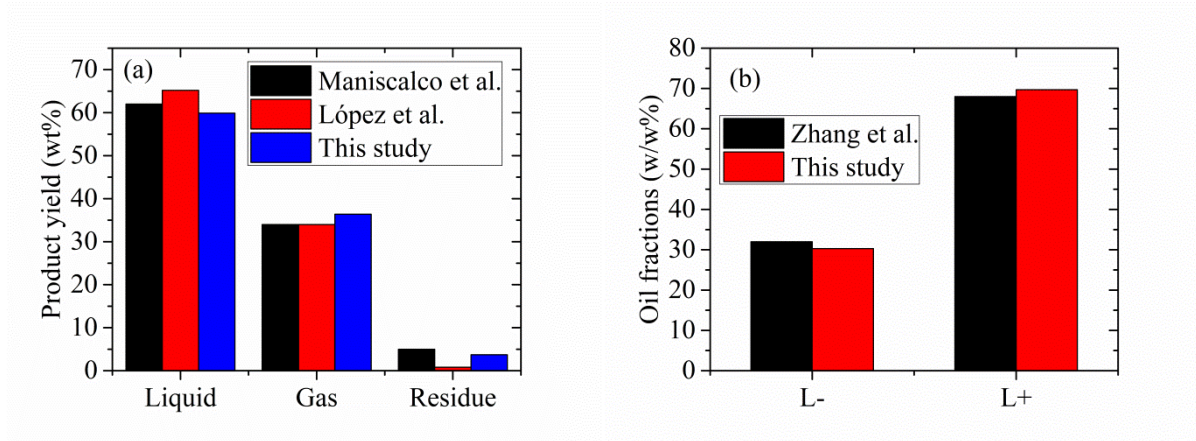 (a)
Maniscalco et al.
López et al.
This study
Product yield (wt%)
70
60
50
40
30
20
10
0
Liquid Gas Residue
(b)
Zhang et al.
This study
Oil fractions (w/w%)
80
70
60
50
40
30
20
10
0
L- L+